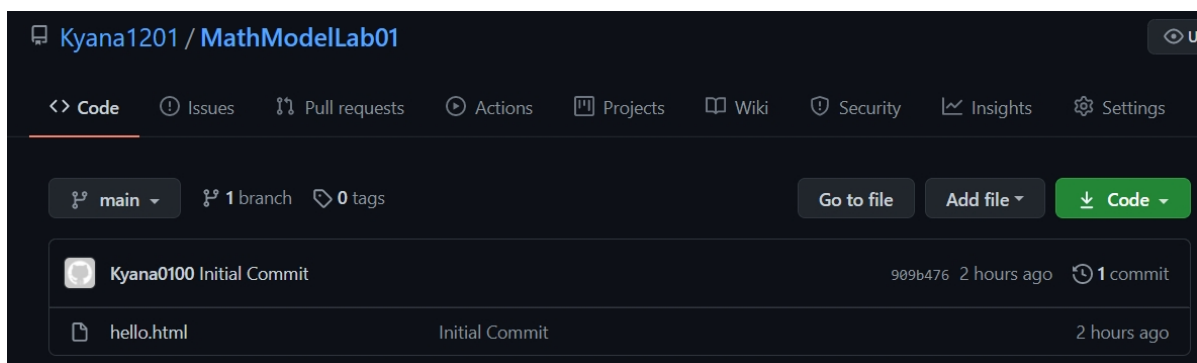 Kyana1201 / MathModelLab01
U
<> Code Issues Pull requests Actions Projects Wiki Security Insights Settings
main 1 branch 0 tags Go to file Add file Code
Kyana0100 Initial Commit 909b476 2 hours ago 1 commit
hello.html Initial Commit 2 hours ago